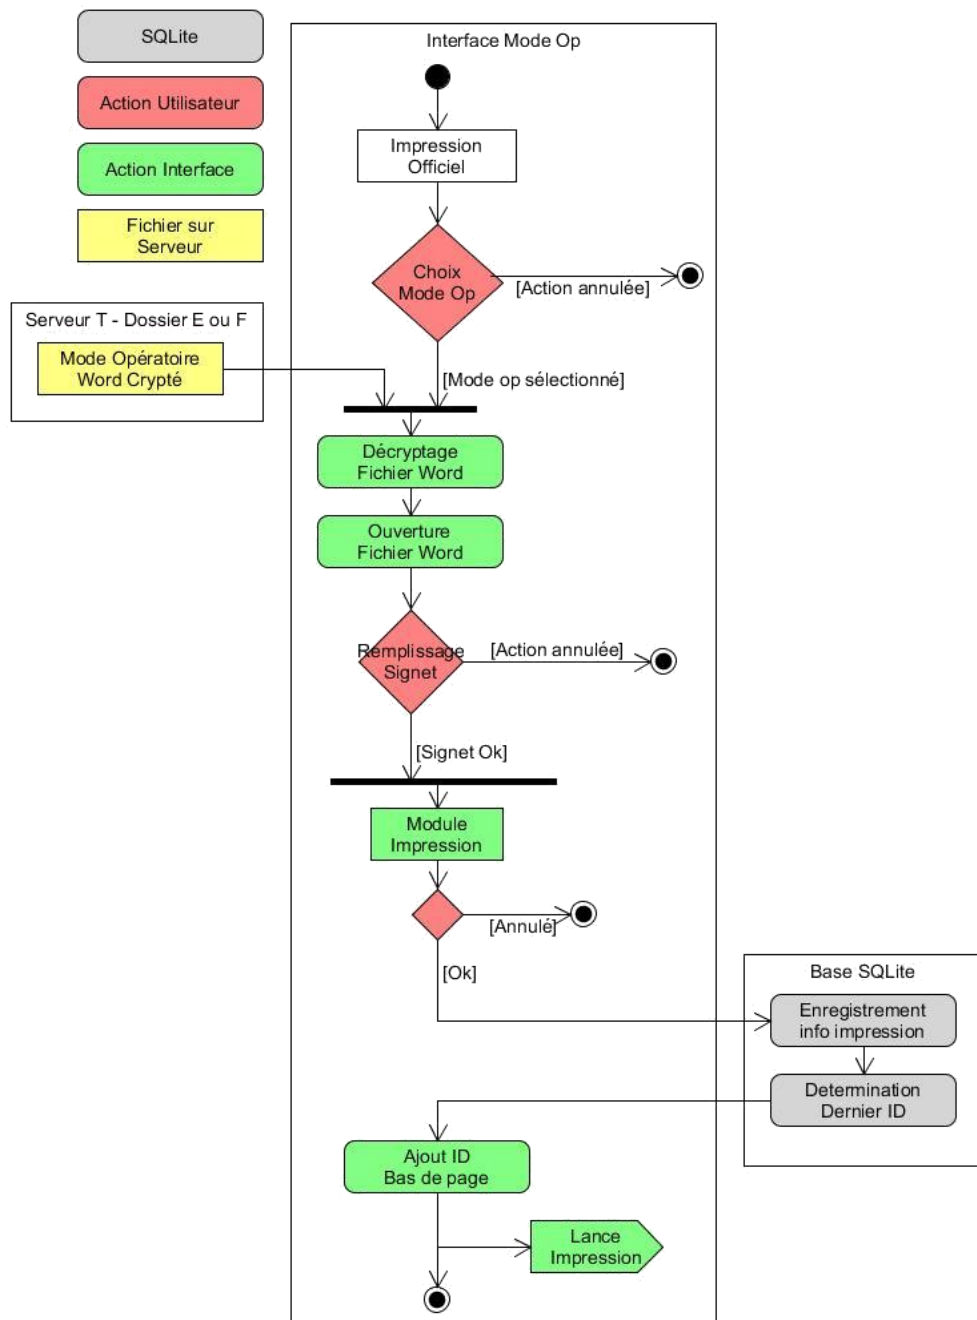 SQLite
Action Utilisateur
Action Interface
Fichier sur
Serveur
Interface Mode Op
Impression
Officiel
Choix
Mode Op
[Action annulée]
Serveur T - Dossier E ou F
Mode Opératoire
Word Crypté
[Mode op sélectionné]
Décryptage
Fichier Word
Ouverture
Fichier Word
Remplissage
Signet
[Action annulée]
[Signet Ok]
Module
Impression
[Annulé]
[Ok]
Base SQLite
Enregistrement
info impression
Determination
Dernier ID
Ajout ID
Bas de page
Lance
Impression